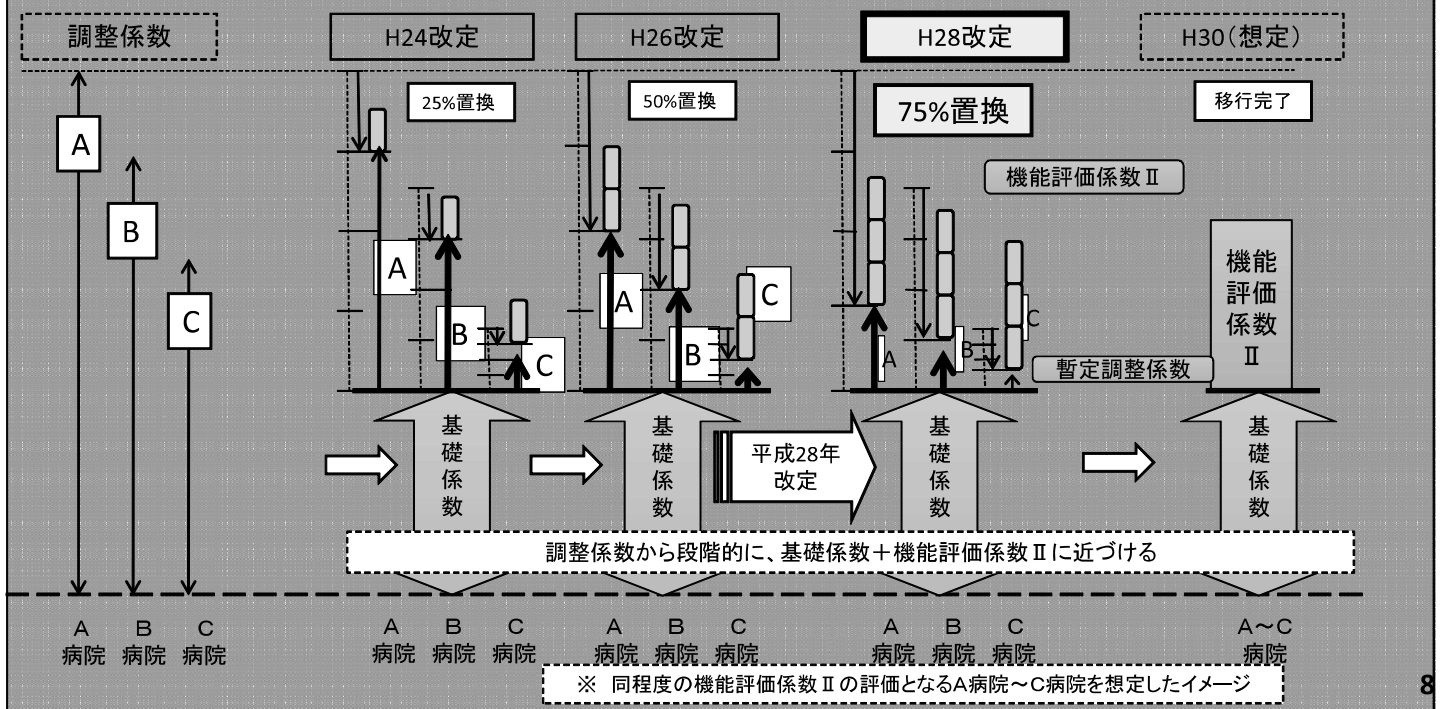 調整係数
H24改定
H26改定
H28改定
H30(想定)
25%置換
50%置換
75%置換
移行完了
A
B
C
A
B
C
A
B
C
A
B
C
機能評価係数Ⅱ
暫定調整係数
機能
評価
係数
Ⅱ
基礎係数
基礎係数
平成28年
改定
基礎係数
基礎係数
調整係数から段階的に、基礎係数+機能評価係数Ⅱに近づける
A
病院
B
病院
C
病院
A
病院
B
病院
C
病院
A
病院
B
病院
C
病院
A
病院
B
病院
C
病院
A~C
病院
※ 同程度の機能評価係数Ⅱの評価となるA病院~C病院を想定したイメージ
8